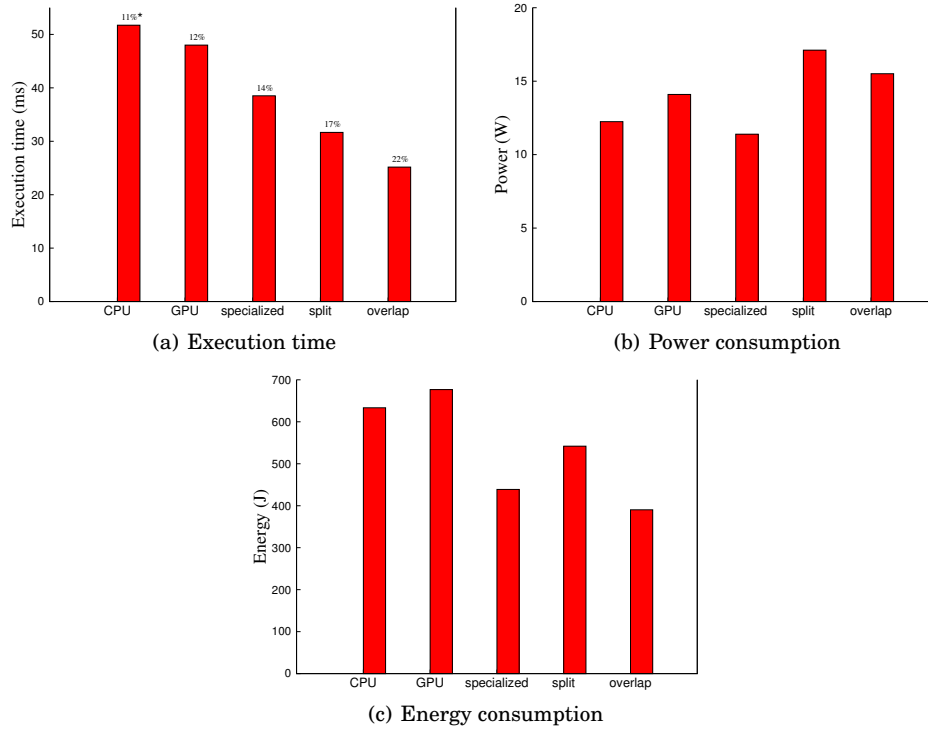 11%*
12%
14%
17%
22%
50
40
30
20
10
0
Execution time (ms)
CPU GPU specialized split overlap
(a) Execution time
20
15
10
5
0
Power (W)
CPU GPU specialized split overlap
(b) Power consumption
700
600
500
400
300
200
100
0
Energy (J)
CPU GPU specialized split overlap
(c) Energy consumption